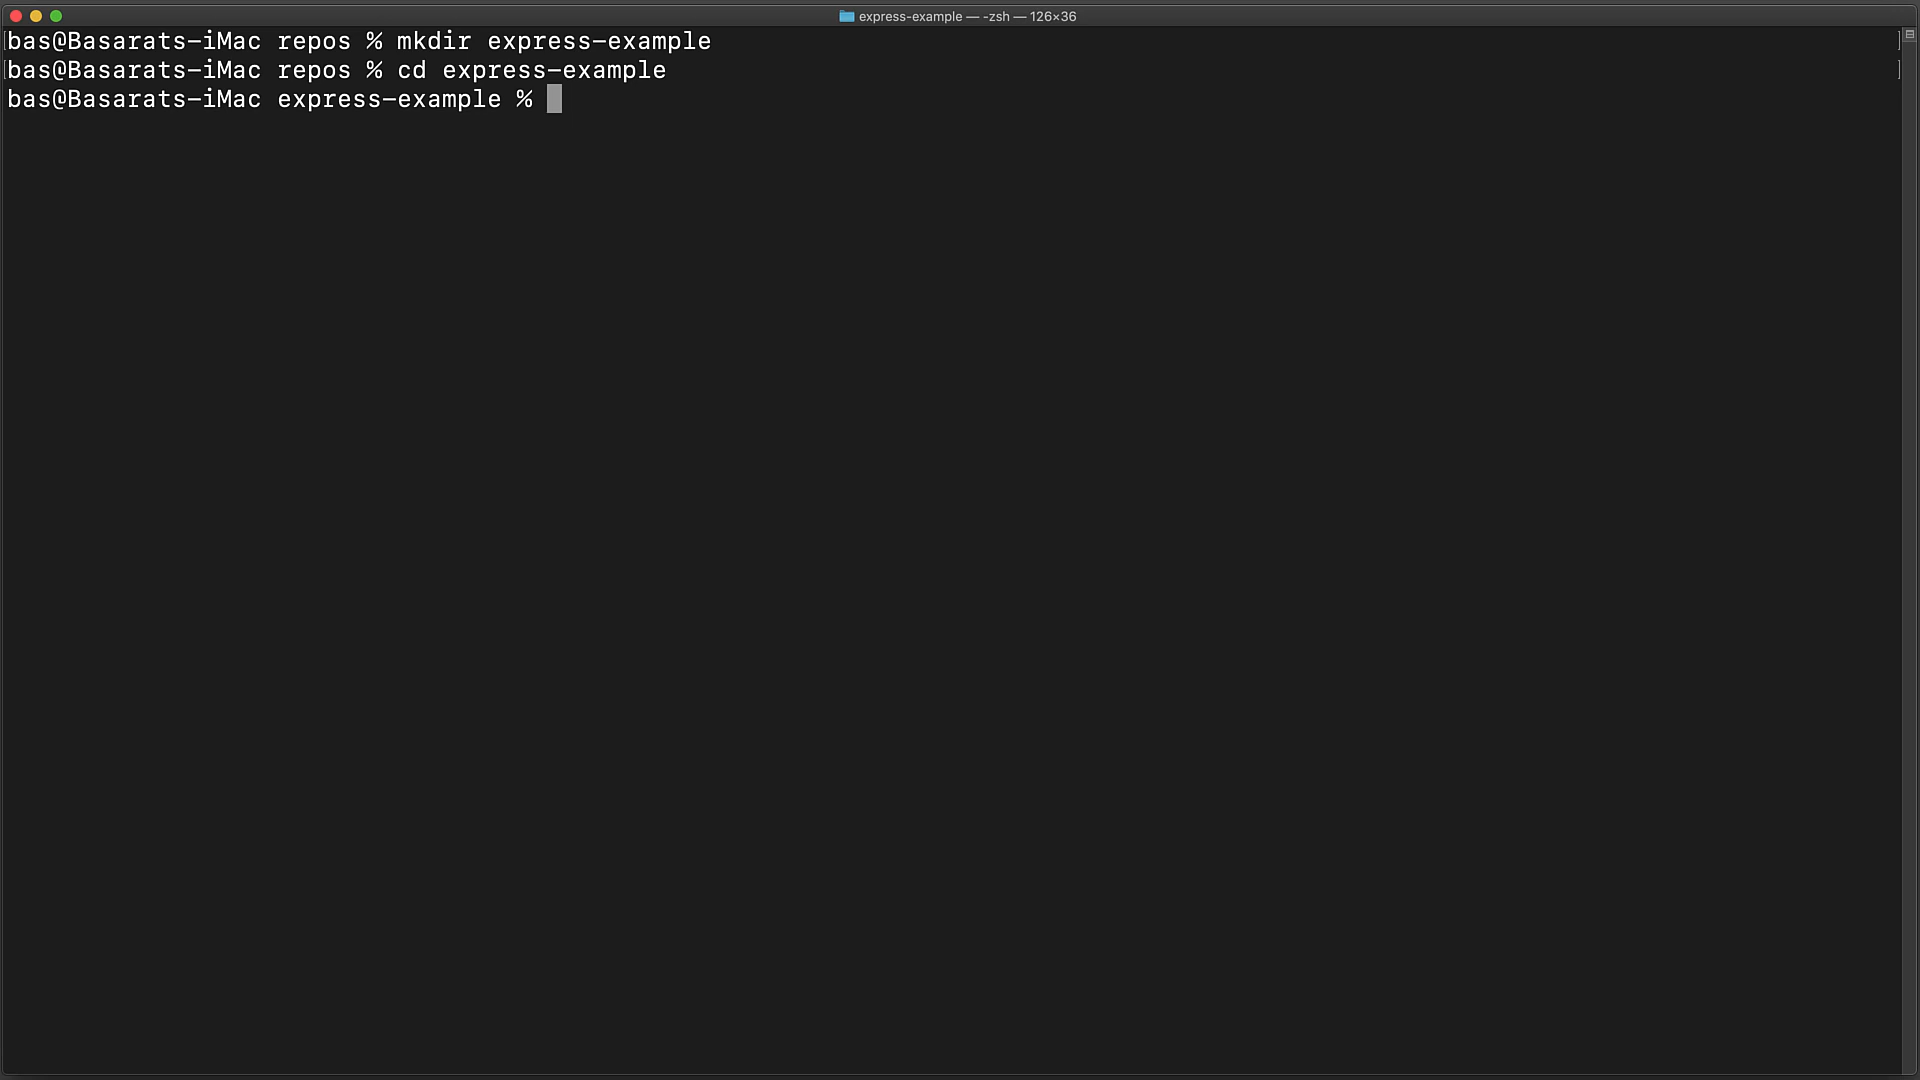 express-example — -zsh — 126×36
bas@Basarats-iMac repos % mkdir express-example
bas@Basarats-iMac repos % cd express-example
bas@Basarats-iMac express-example %